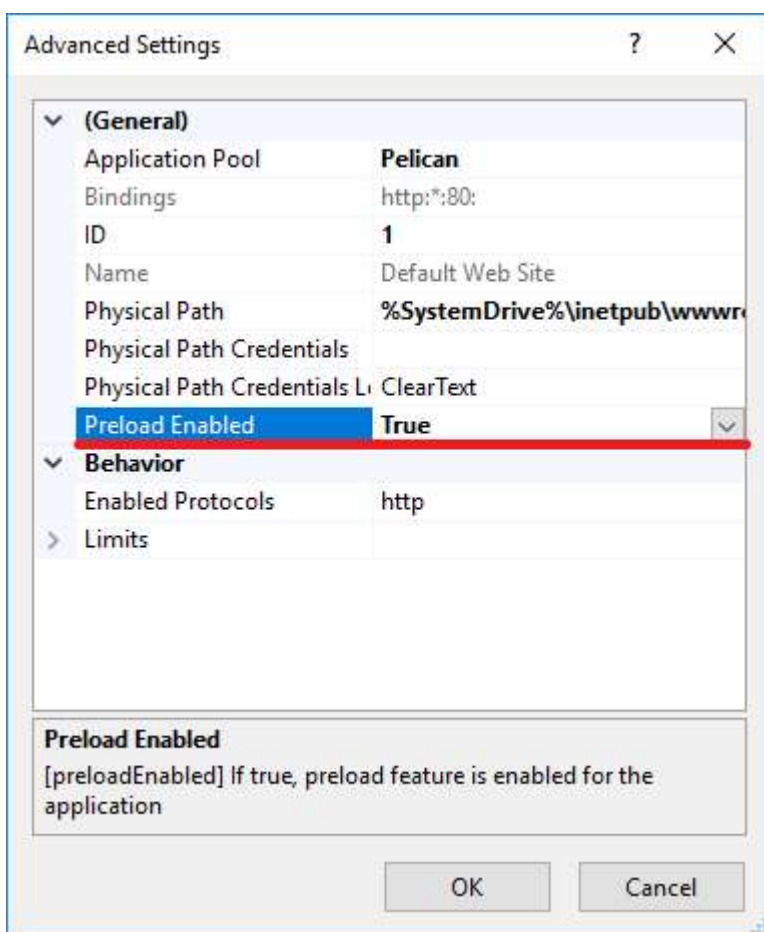 Advanced Settings ?
(General)
Application Pool Pelican
Bindings http:*:80:
ID 1
Name Default Web Site
Physical Path %SystemDrive%\inetpub\wwwr
Physical Path Credentials
Physical Path Credentials L ClearText
Preload Enabled True
Behavior
Enabled Protocols http
Limits
Preload Enabled
[preloadEnabled] If true, preload feature is enabled for the
application
OK Cancel